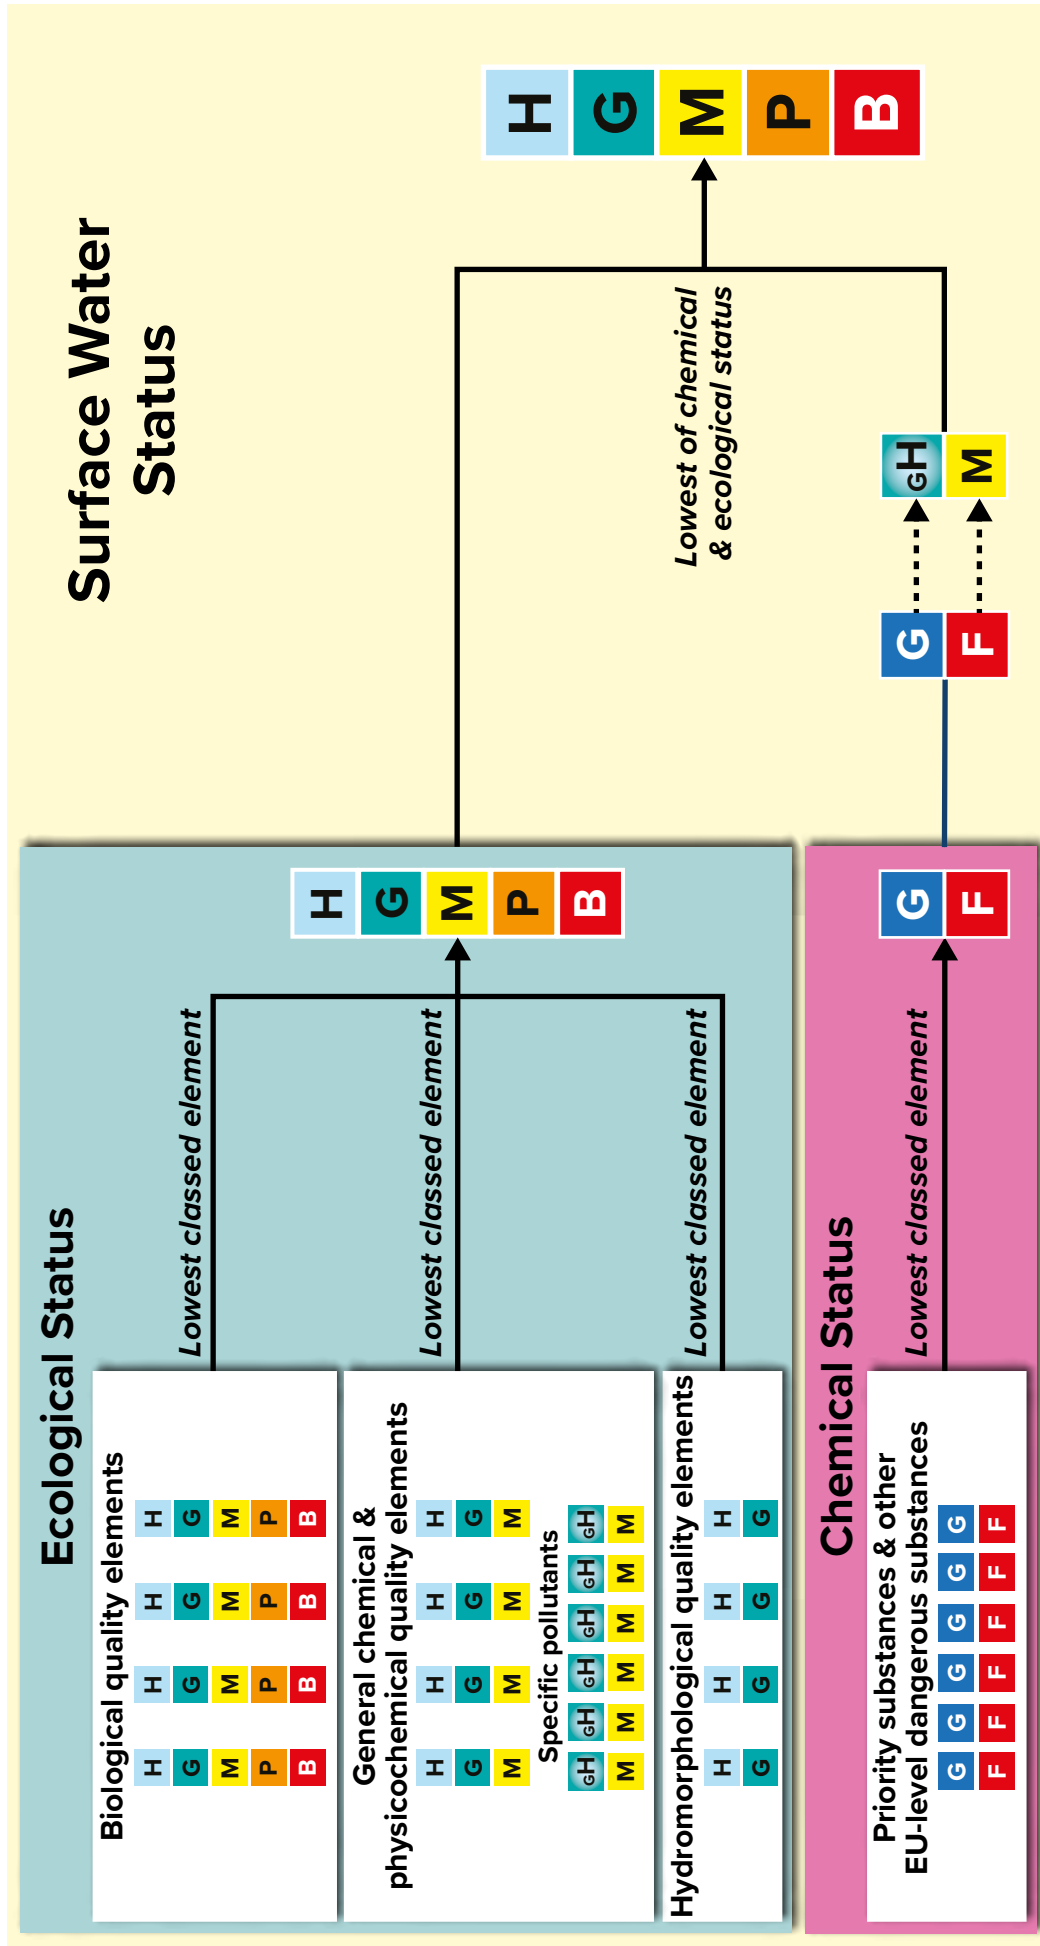 Surface Water
Status
Ecological Status
Biological quality elements
H H H H
G G G G
M M M M
P P P P
B B B B
Lowest classed element
General chemical &
physicochemical quality elements
H H H H
G G G G
M M M M
Specific pollutants
GH GH GH GH GH GH
M M M M M M
Lowest classed element
Hydromorphological quality elements
H H H H
G G G G
Lowest classed element
H
G
M
P
B
Chemical Status
Priority substances & other
EU-level dangerous substances
G G G G G G
F F F F F F
Lowest classed element
G
F
G
F
GH
M
Lowest of chemical
& ecological status
H
G
M
P
B